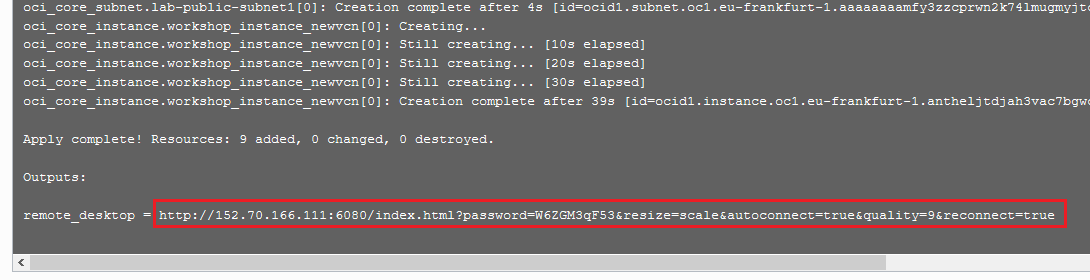 oci_core_subnet.lab-public-subnet1[0]: Creation complete after 4s [id=ocid1.subnet.oc1.eu-frankfurt-1.aaaaaaaamfy3zzcprwn2k74lmugmyjto
oci_core_instance.workshop_instance_newvcn[0]: Creating...
oci_core_instance.workshop_instance_newvcn[0]: Still creating... [10s elapsed]
oci_core_instance.workshop_instance_newvcn[0]: Still creating... [20s elapsed]
oci_core_instance.workshop_instance_newvcn[0]: Still creating... [30s elapsed]
oci_core_instance.workshop_instance_newvcn[0]: Creation complete after 39s [id=ocid1.instance.oc1.eu-frankfurt-1.antheljtdjah3vac7bgwo
Apply complete! Resources: 9 added, 0 changed, 0 destroyed.
Outputs:
remote_desktop = http://152.70.166.111:6080/index.html?password=W6ZGM3qF53&resize=scale&autoconnect=true&quality=9&reconnect=true